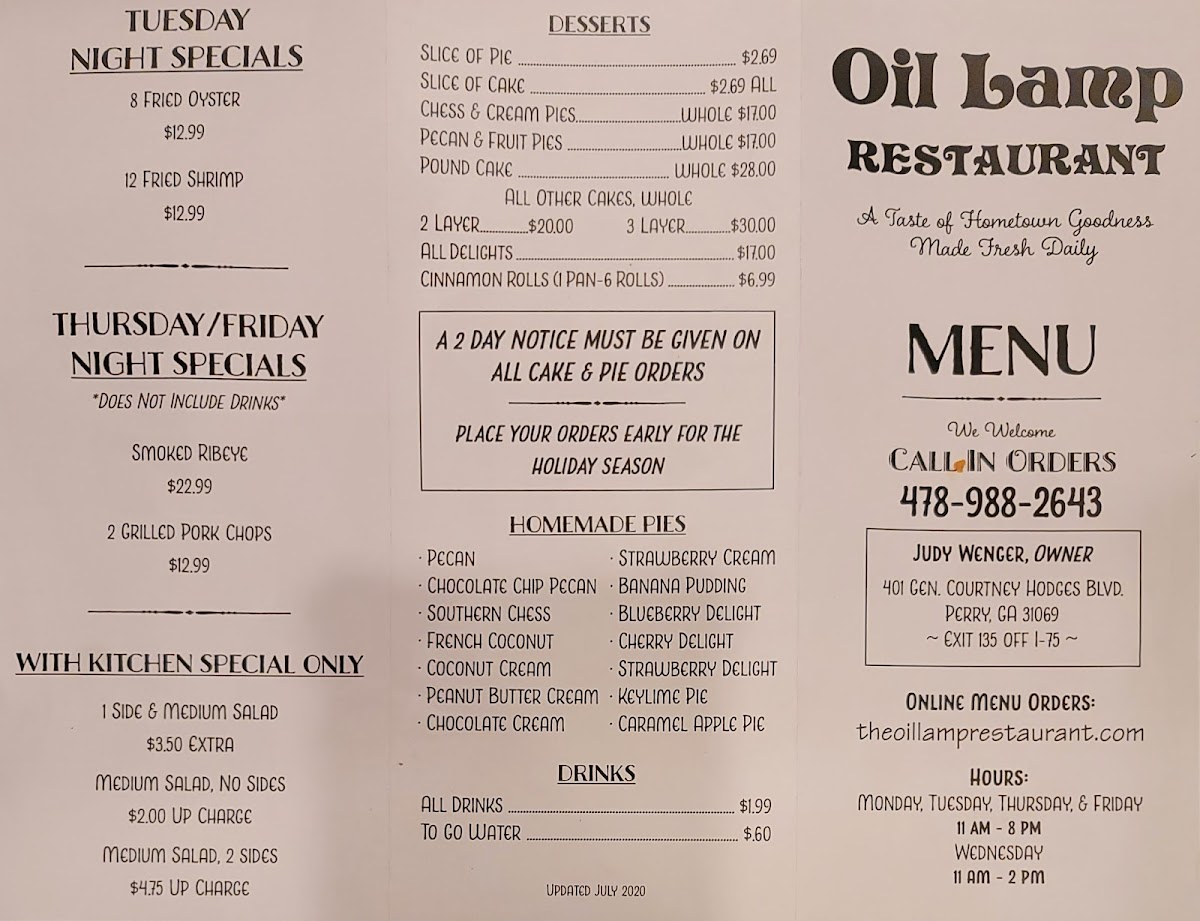 TUESDAY
NIGHT SPECIALS
8 FRIED OYSTER
$12.99
12 FRIED SHRIMP
$12.99
THURSDAY/FRIDAY
NIGHT SPECIALS
*DOES NOT INCLUDE DRINKS*
SMOKED RIBEYE
$22.99
2 GRILLED PORK CHOPS
$12.99
WITH KITCHEN SPECIAL ONLY
1 SIDE & MEDIUM SALAD
$3.50 EXTRA
MEDIUM SALAD, NO SIDES
$2.00 UP CHARGE
MEDIUM SALAD, 2 SIDES
$4.75 UP CHARGE
DESSERTS
SLICE OF PIE ........ $2.69
SLICE OF CAKE ........ $2.69 ALL
CHESS & CREAM PIES........WHOLE $17.00
PECAN & FRUIT PIES ........WHOLE $17.00
POUND CAKE ........ WHOLE $28.00
ALL OTHER CAKES, WHOLE
2 LAYER........$20.00 3 LAYER........$30.00
ALL DELIGHTS........ $17.00
CINNAMON ROLLS (1 PAN-6 ROLLS) ........ $6.99
A 2 DAY NOTICE MUST BE GIVEN ON
ALL CAKE & PIE ORDERS
PLACE YOUR ORDERS EARLY FOR THE
HOLIDAY SEASON
HOMEMADE PIES
· PECAN
· CHOCOLATE CHIP PECAN
· SOUTHERN CHESS
· FRENCH COCONUT
· COCONUT CREAM
· PEANUT BUTTER CREAM
· CHOCOLATE CREAM
· STRAWBERRY CREAM
· BANANA PUDDING
· BLUEBERRY DELIGHT
· CHERRY DELIGHT
· STRAWBERRY DELIGHT
· KEYLIME PIE
· CARAMEL APPLE PIE
DRINKS
ALL DRINKS ........ $1.99
TO GO WATER ........ $.60
UPDATED JULY 2020
Oil Lamp
RESTAURANT
A Taste of Hometown Goodness
Made Fresh Daily
MENU
We Welcome
CALL IN ORDERS
478-988-2643
JUDY WENGER, OWNER
401 GEN. COURTNEY HODGES BLVD.
PERRY, GA 31069
~ EXIT 135 OFF I-75 ~
ONLINE MENU ORDERS:
theoillamprestaurant.com
HOURS:
MONDAY, TUESDAY, THURSDAY, & FRIDAY
11 AM - 8 PM
WEDNESDAY
11 AM - 2 PM